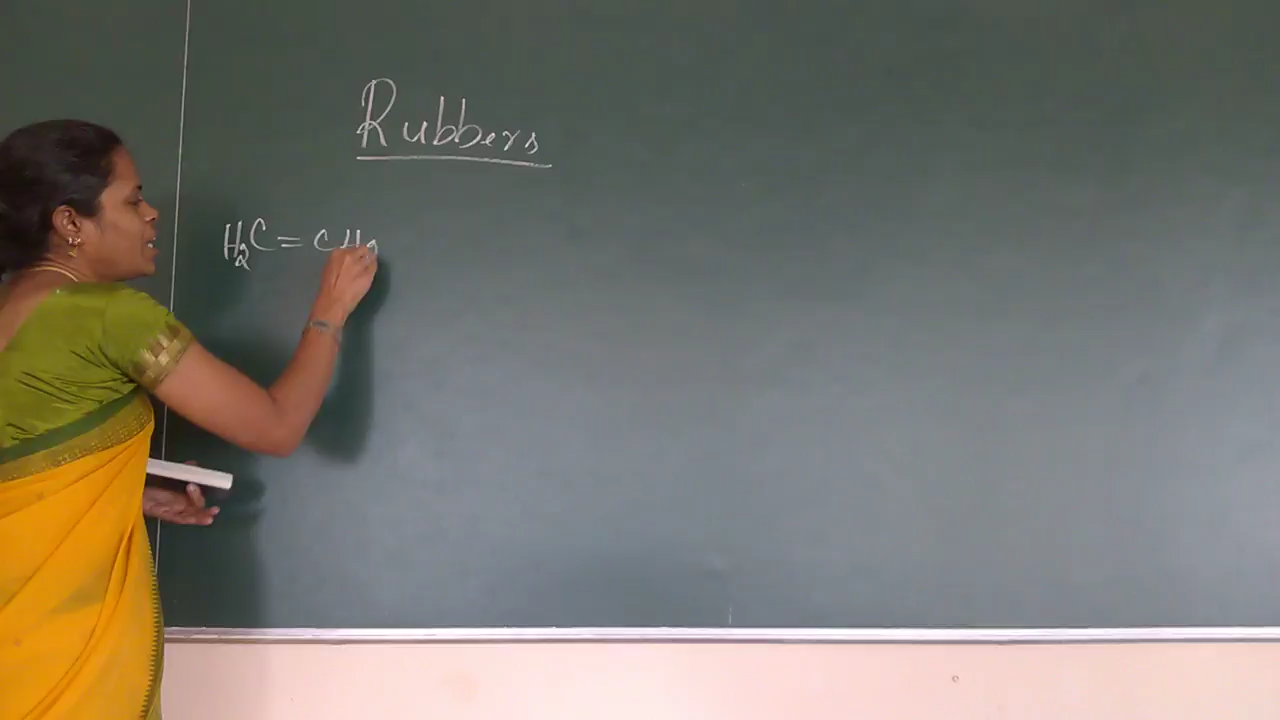 Rubbers
H₂C = CH₂